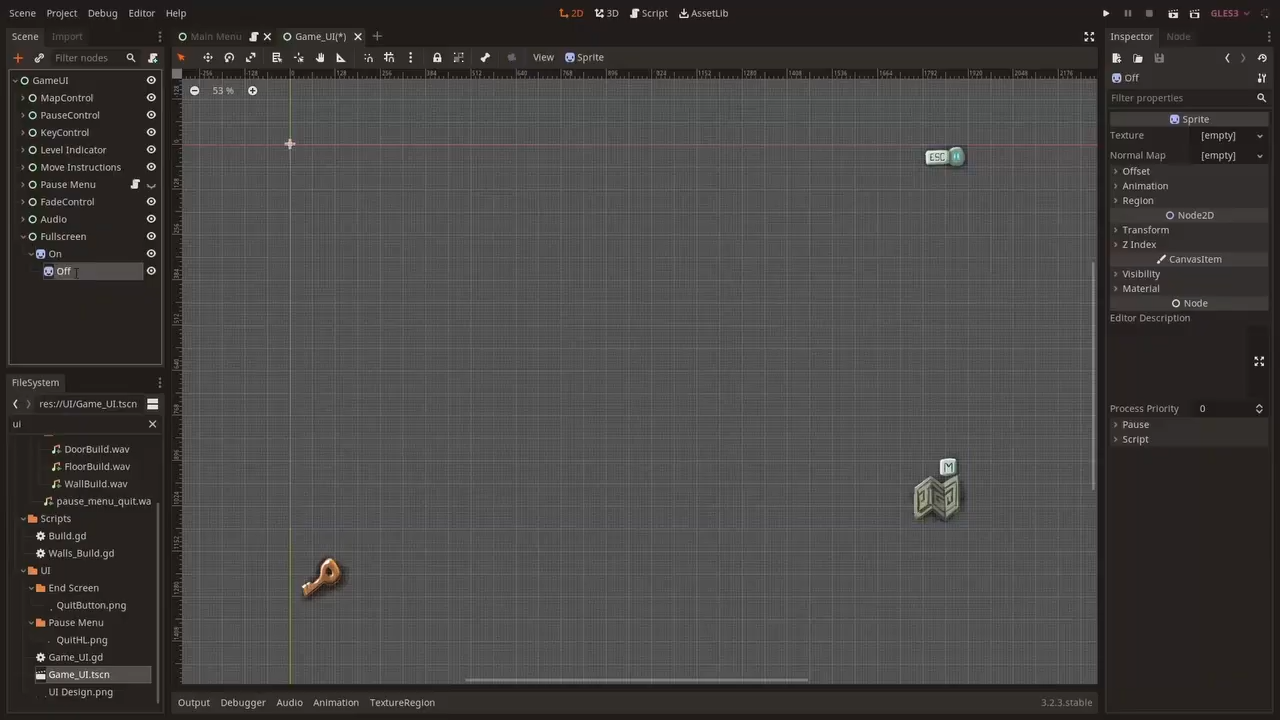 Scene Project Debug Editor Help 2D 3D Script AssetLib GLES3
Scene Import Main Menu Game_UI(*) Inspector Node
Filter nodes View Sprite
GameUI Off
53 %
MapControl Filter properties
PauseControl Sprite
KeyControl Texture [empty]
Level Indicator Normal Map [empty]
ESC
Move Instructions Offset
Pause Menu Animation
FadeControl Region
Audio Node2D
Fullscreen Transform
On Z Index
CanvasItem
Off Visibility
Material
Node
Editor Description
FileSystem
res://UI/Game_UI.tscn Process Priority 0
ui Pause
Script
DoorBuild.wav
FloorBuild.wav M
WallBuild.wav
pause_menu_quit.wa
Scripts
Build.gd
Walls_Build.gd
UI
End Screen
QuitButton.png
Pause Menu
QuitHL.png
Game_UI.gd
Game_UI.tscn
UI Design.png
Output Debugger Audio Animation TextureRegion 3.2.3.stable